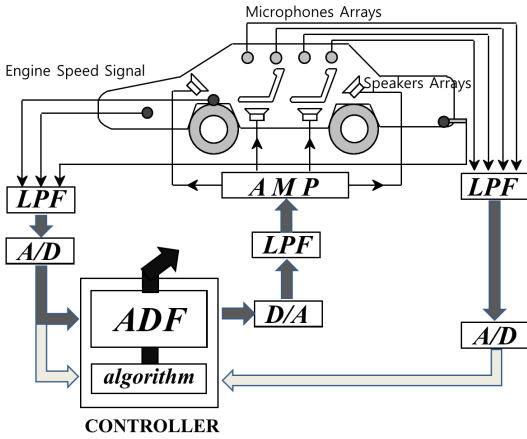 Microphones Arrays
Engine Speed Signal
Speakers Arrays
LPF
AMP
LPF
A/D
LPF
ADF
D/A
A/D
algorithm
CONTROLLER